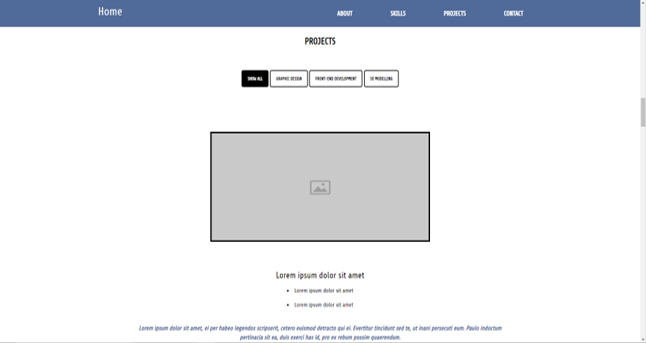 Home
ABOUT
SKILLS
PROJECTS
CONTACT
PROJECTS
SHOW ALL
GRAPHIC DESIGN
FRONT-END DEVELOPMENT
3D MODELLING
Lorem ipsum dolor sit amet
Lorem ipsum dolor sit amet
Lorem ipsum dolor sit amet
Lorem ipsum dolor sit amet, ei per habeo legendos scripserit, cetero euismod detracto qui ei. Evertitur tincidunt sed te, ut inani persecuti eum. Paulo indoctum
pertinacia sit ea, duis exerci has id, pro ex rebum possim quaerendum.